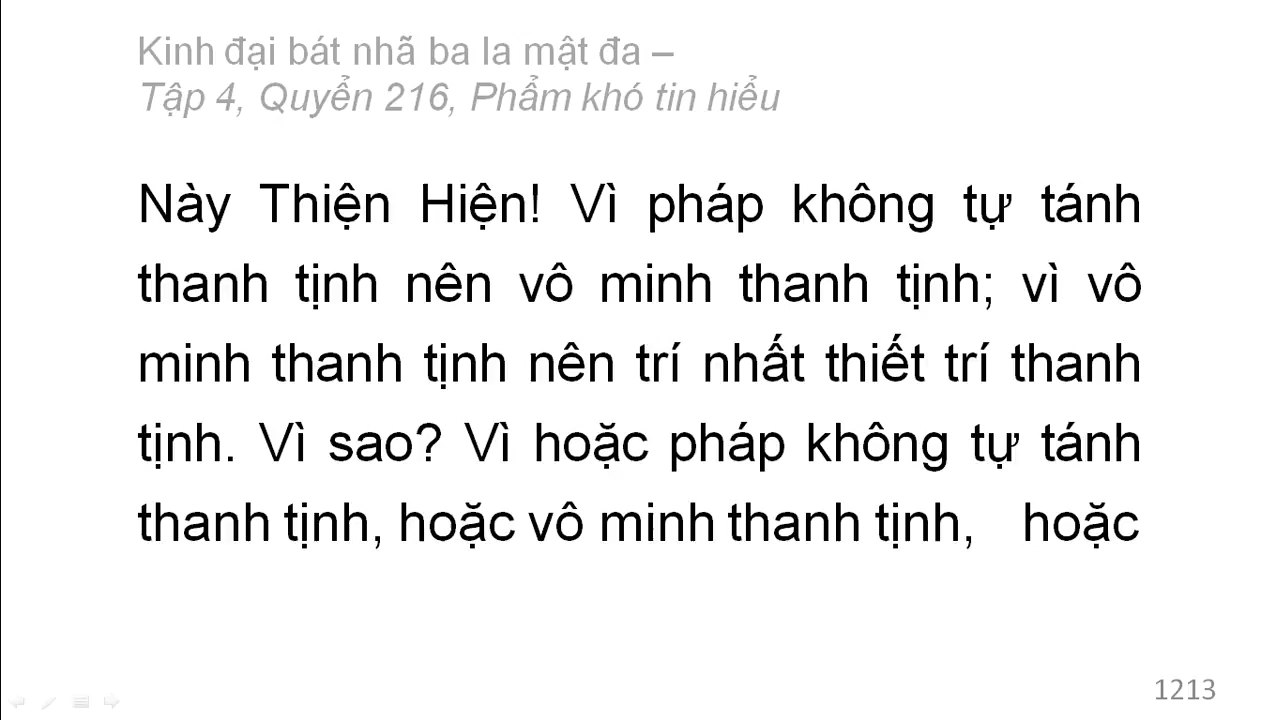 Kinh đại bát nhã ba la mật đa –
Tập 4, Quyển 216, Phẩm khó tin hiểu
Này Thiện Hiện! Vì pháp không tự tánh
thanh tịnh nên vô minh thanh tịnh; vì vô
minh thanh tịnh nên trí nhất thiết trí thanh
tịnh. Vì sao? Vì hoặc pháp không tự tánh
thanh tịnh, hoặc vô minh thanh tịnh, hoặc
1213